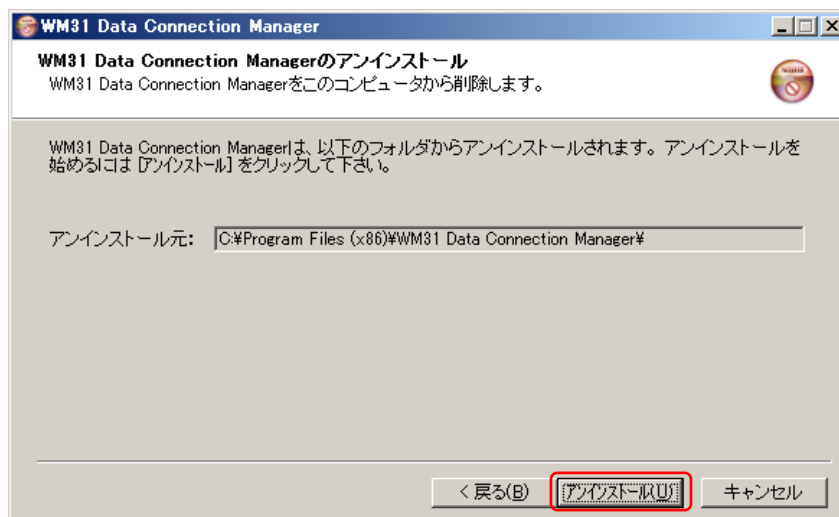 WM31 Data Connection Manager
WM31 Data Connection Managerのアンインストール
WM31 Data Connection Managerをこのコンピュータから削除します。
WM31 Data Connection Managerは、以下のフォルダからアンインストールされます。アンインストールを
始めるには [アンインストール] をクリックして下さい。
アンインストール元: C:¥Program Files (x86)¥WM31 Data Connection Manager¥
< 戻る(B) アンインストール(U) キャンセル